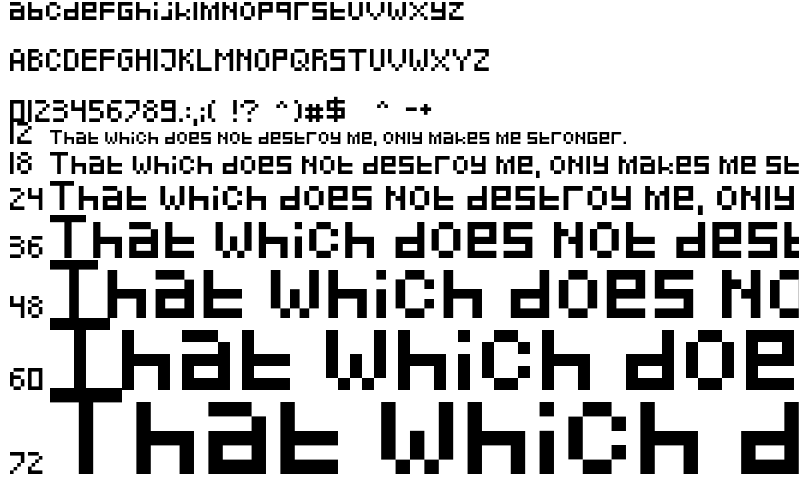 abcdefghijklmnopqrstuvwxyz
ABCDEFGHIJKLMNOPQRSTUVWXYZ
0123456789.:,;( !? ^)#$ ^ -+
12 That which does not destroy me, only makes me stronger.
18 That which does not destroy me, only makes me st
24 That which does not destroy me, only
36 That which does not dest
48 That which does no
60 That which doe
72 That which d